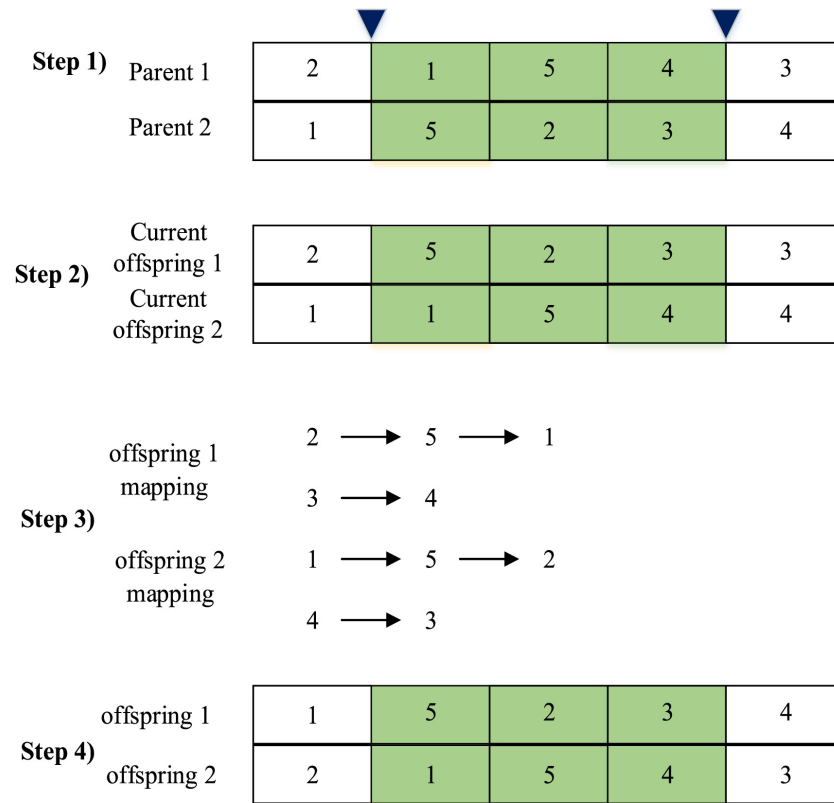 Step 1) Parent 1 2 1 5 4 3
Parent 2 1 5 2 3 4
Step 2)
Current
offspring 1 2 5 2 3 3
Current
offspring 2 1 1 5 4 4
Step 3)
offspring 1
mapping
2 5 1
3 4
offspring 2
mapping
1 5 2
4 3
Step 4)
offspring 1 1 5 2 3 4
offspring 2 2 1 5 4 3